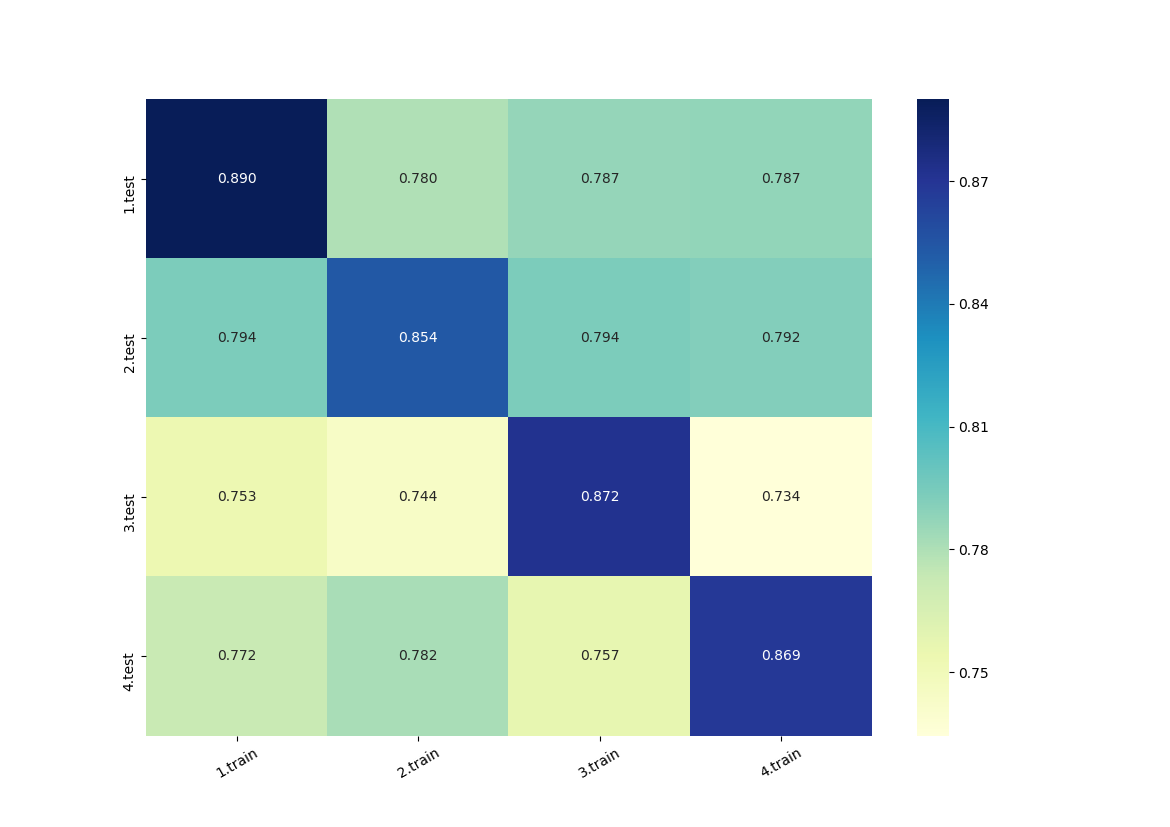 1.test 0.890 0.780 0.787 0.787
2.test 0.794 0.854 0.794 0.792
3.test 0.753 0.744 0.872 0.734
4.test 0.772 0.782 0.757 0.869
1.train 2.train 3.train 4.train
0.87
0.84
0.81
0.78
0.75